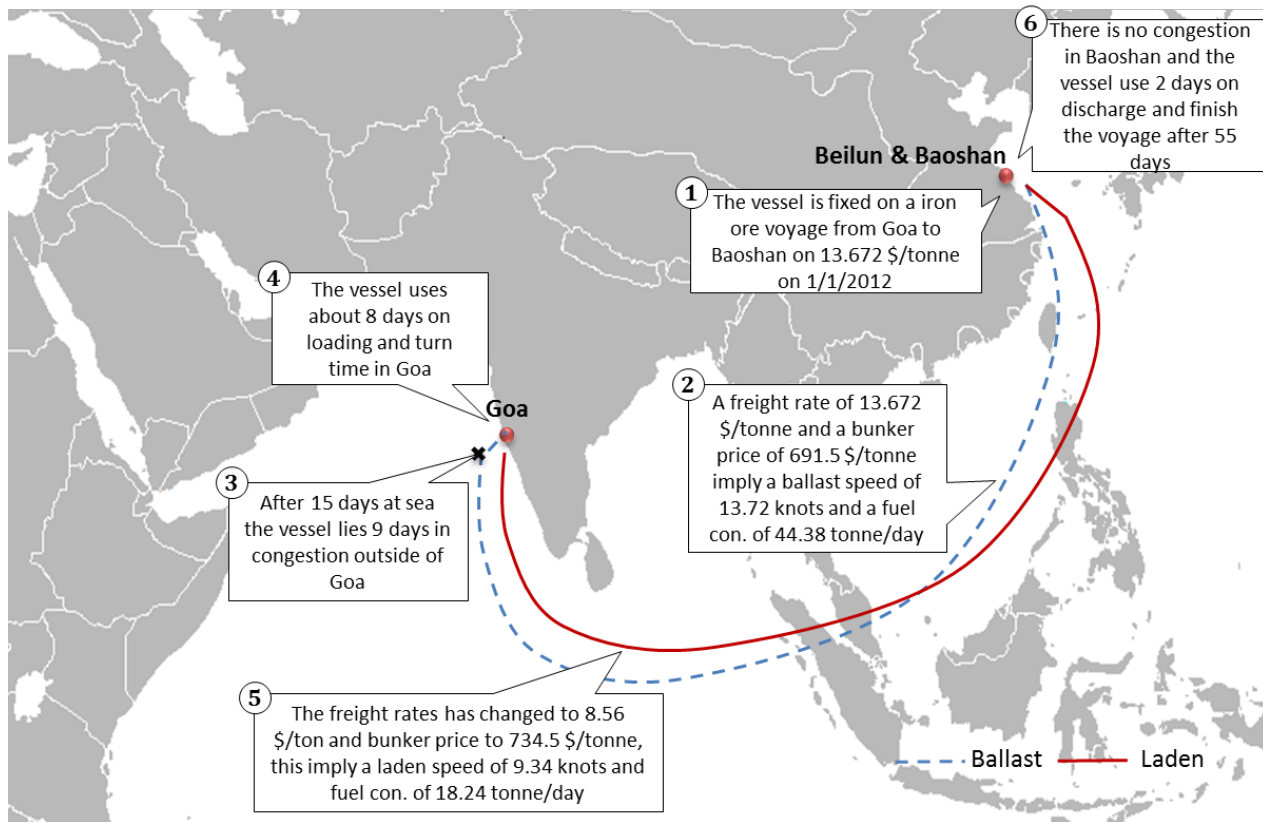 6
There is no congestion
in Baoshan and the
vessel use 2 days on
discharge and finish
the voyage after 55
days
Beilun & Baoshan
1
The vessel is fixed on a iron
ore voyage from Goa to
Baoshan on 13.672 $/tonne
on 1/1/2012
4
The vessel uses
about 8 days on
loading and turn
time in Goa
2
A freight rate of 13.672
$/tonne and a bunker
price of 691.5 $/tonne
imply a ballast speed of
13.72 knots and a fuel
con. of 44.38 tonne/day
Goa
3
After 15 days at sea
the vessel lies 9 days in
congestion outside of
Goa
5
The freight rates has changed to 8.56
$/ton and bunker price to 734.5 $/tonne,
this imply a laden speed of 9.34 knots and
fuel con. of 18.24 tonne/day
Ballast
Laden